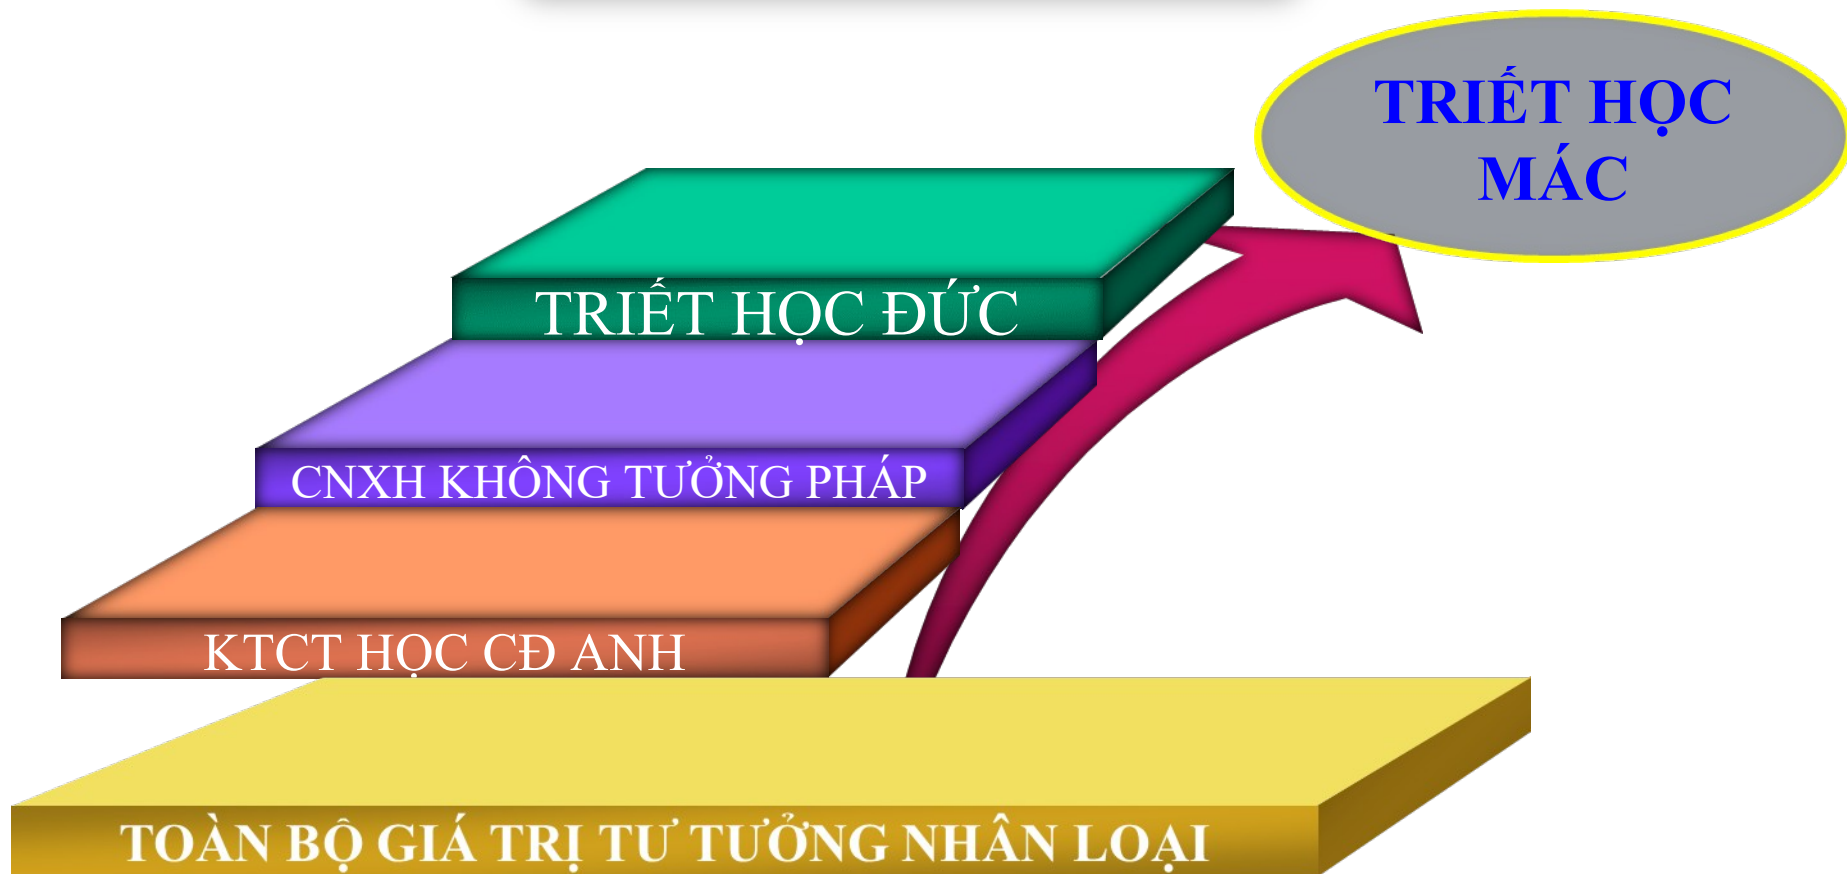 TRIẾT HỌC
MÁC
TRIẾT HỌC ĐỨC
CNXH KHÔNG TƯỞNG PHÁP
KTCT HỌC CĐ ANH
TOÀN BỘ GIÁ TRỊ TƯ TƯỞNG NHÂN LOẠI